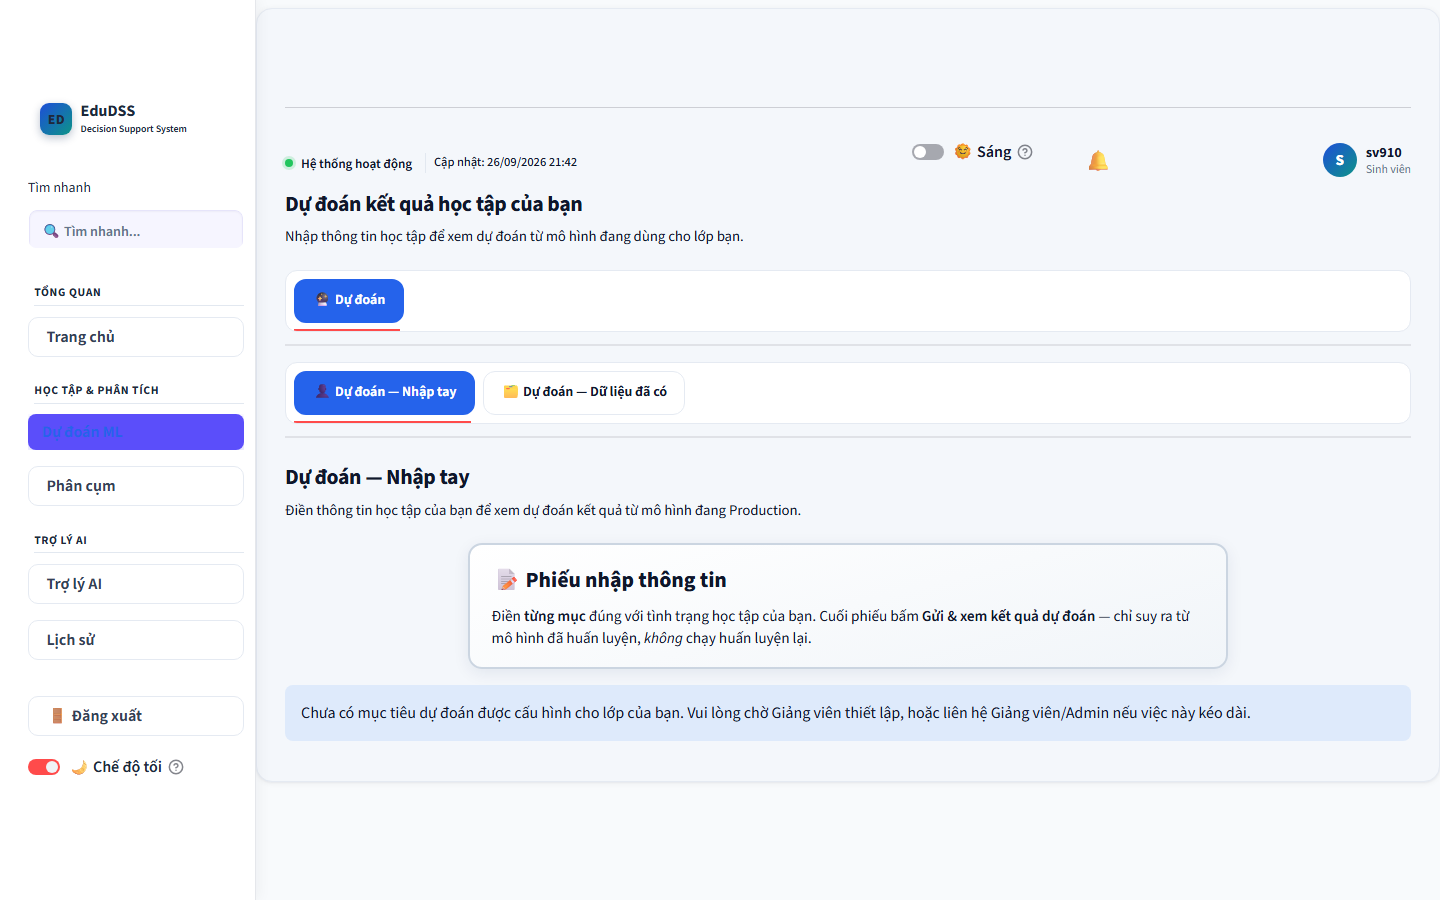 ED
EduDSS
Decision Support System
Tìm nhanh
Tìm nhanh...
TỔNG QUAN
Trang chủ
HỌC TẬP & PHÂN TÍCH
Dự đoán ML
Phân cụm
TRỢ LÝ AI
Trợ lý AI
Lịch sử
Đăng xuất
Chế độ tối
Hệ thống hoạt động
Cập nhật: 26/09/2026 21:42
Sáng
S
sv910
Sinh viên
Dự đoán kết quả học tập của bạn
Nhập thông tin học tập để xem dự đoán từ mô hình đang dùng cho lớp bạn.
Dự đoán
Dự đoán — Nhập tay
Dự đoán — Dữ liệu đã có
Dự đoán — Nhập tay
Điền thông tin học tập của bạn để xem dự đoán kết quả từ mô hình đang Production.
Phiếu nhập thông tin
Điền từng mục đúng với tình trạng học tập của bạn. Cuối phiếu bấm Gửi & xem kết quả dự đoán — chỉ suy ra từ
mô hình đã huấn luyện, không chạy huấn luyện lại.
Chưa có mục tiêu dự đoán được cấu hình cho lớp của bạn. Vui lòng chờ Giảng viên thiết lập, hoặc liên hệ Giảng viên/Admin nếu việc này kéo dài.